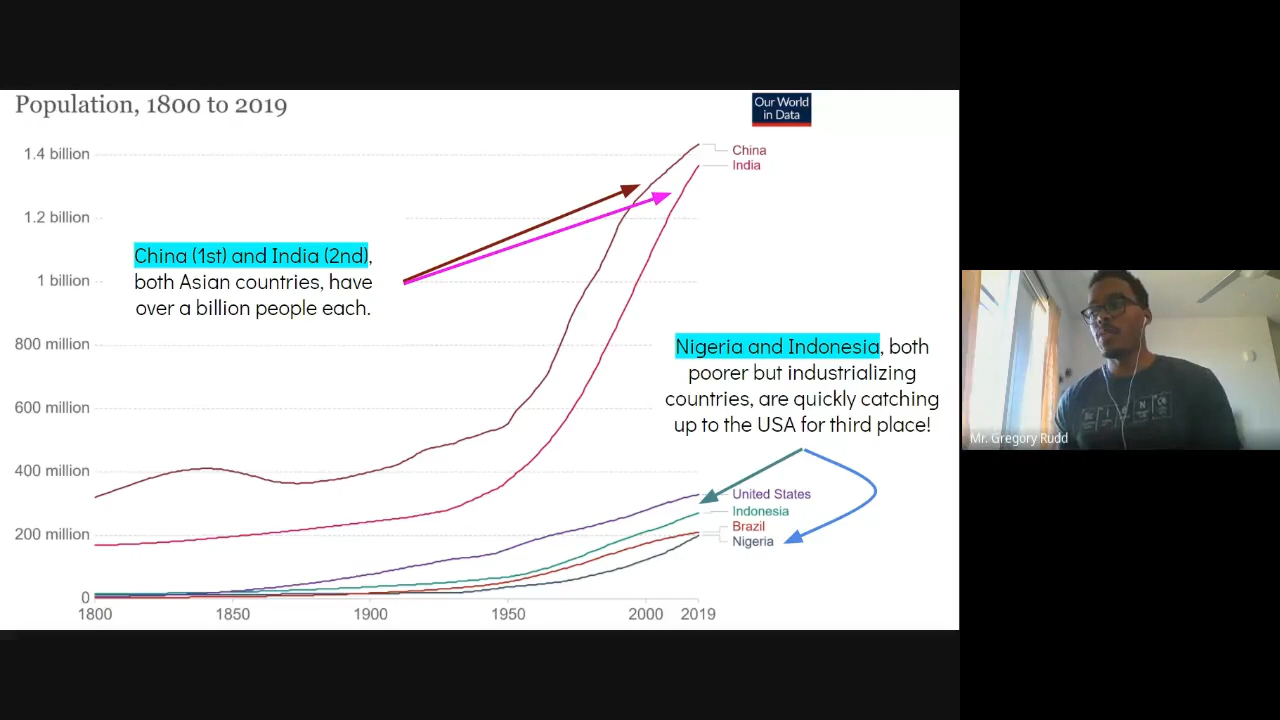 Population, 1800 to 2019
Our World
in Data
1.4 billion
1.2 billion
1 billion
800 million
600 million
400 million
200 million
0
1800
1850
1900
1950
2000
2019
China
India
China (1st) and India (2nd),
both Asian countries, have
over a billion people each.
Nigeria and Indonesia, both
poorer but industrializing
countries, are quickly catching
up to the USA for third place!
United States
Indonesia
Brazil
Nigeria
Mr. Gregory Rudd